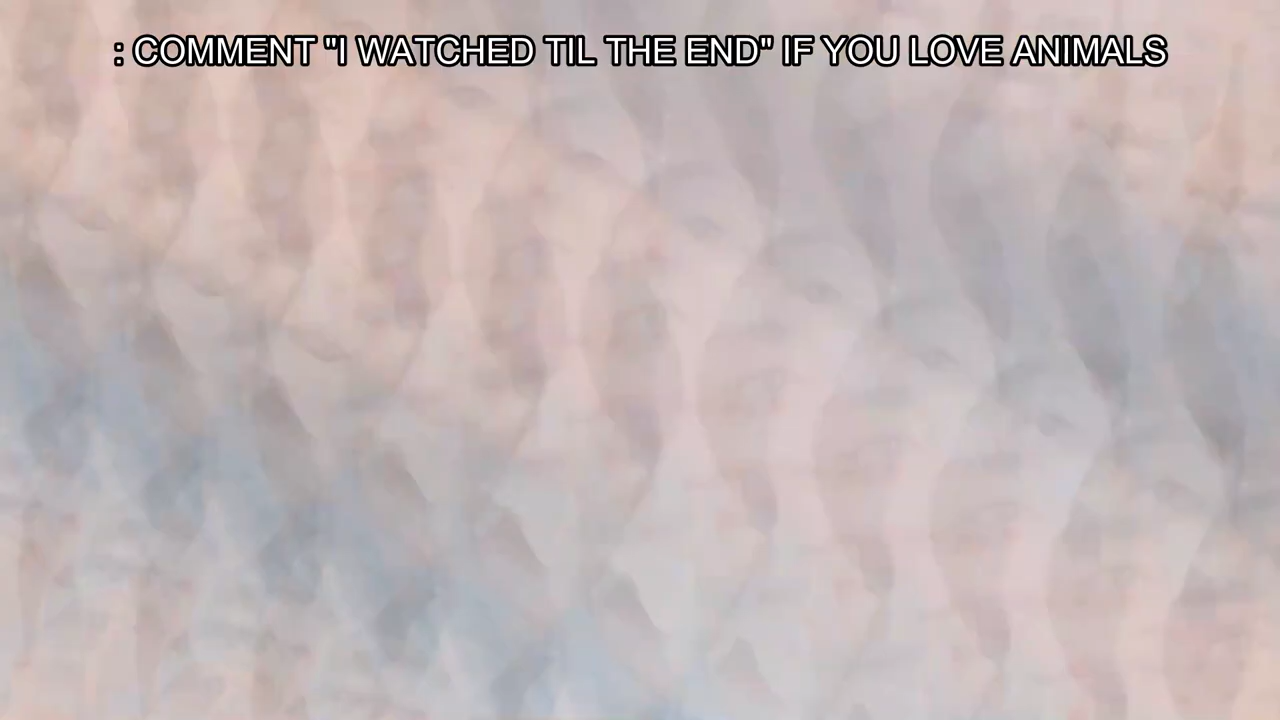 : COMMENT "I WATCHED TIL THE END" IF YOU LOVE ANIMALS